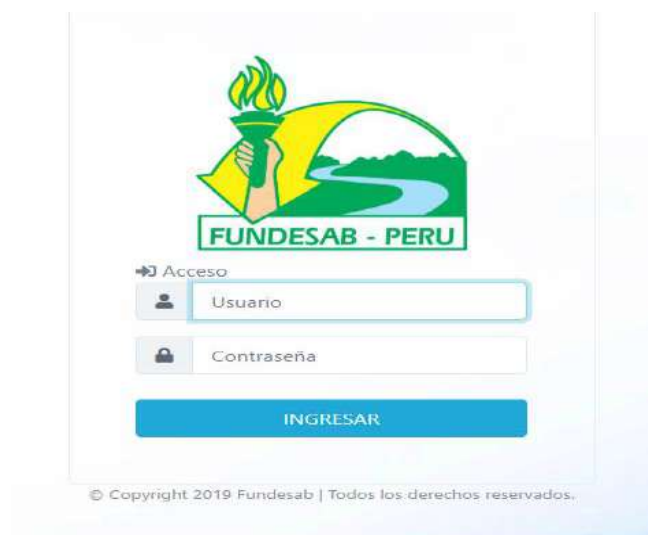 FUNDESAB - PERU
Acceso
Usuario
Contraseña
INGRESAR
© Copyright 2019 Fundesab | Todos los derechos reservados.